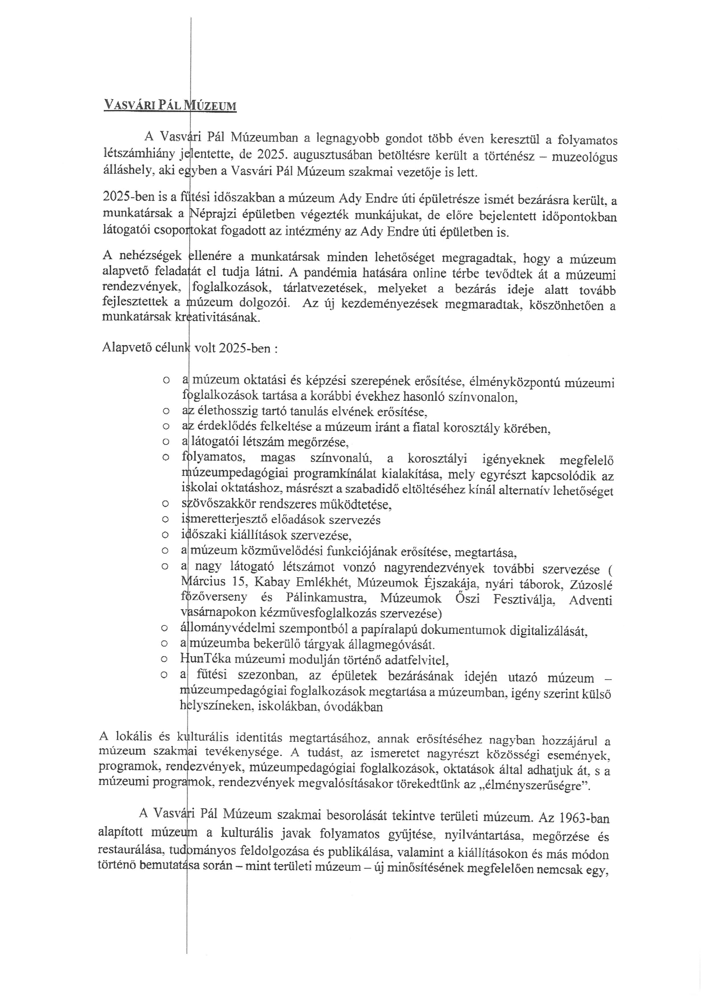 VASVÁRI PÁL MÚZEUM
A Vasvári Pál Múzeumban a legnagyobb gondot több éven keresztül a folyamatos
létszámhiány jelentette, de 2025. augusztusában betöltésre került a történész – muzeológus
álláshely, aki egyben a Vasvári Pál Múzeum szakmai vezetője is lett.
2025-ben is a fűtési időszakban a múzeum Ady Endre úti épületrésze ismét bezárásra került, a
munkatársak a Néprajzi épületben végezték munkájukat, de előre bejelentett időpontokban
látogatói csoportokat fogadott az intézmény az Ady Endre úti épületben is.
A nehézségek ellenére a munkatársak minden lehetőséget megragadtak, hogy a múzeum
alapvető feladatát el tudja látni. A pandémia hatására online térbe tevődtek át a múzeumi
rendezvények, foglalkozások, tárlatvezetések, melyeket a bezárás ideje alatt tovább
fejlesztettek a múzeum dolgozói. Az új kezdeményezések megmaradtak, köszönhetően a
munkatársak kreativitásának.
Alapvető célunk volt 2025-ben :
o a múzeum oktatási és képzési szerepének erősítése, élményközpontú múzeumi
foglalkozások tartása a korábbi évekhez hasonló színvonalon,
o az élethosszig tartó tanulás elvének erősítése,
o az érdeklődés felkeltése a múzeum iránt a fiatal korosztály körében,
o a látogatói létszám megőrzése,
o folyamatos, magas színvonalú, a korosztályi igényeknek megfelelő
múzeumpedagógiai programkínálat kialakítása, mely egyrészt kapcsolódik az
iskolai oktatáshoz, másrészt a szabadidő eltöltéséhez kínál alternatív lehetőséget
o szövőszakkör rendszeres működtetése,
o ismeretterjesztő előadások szervezés
o időszaki kiállítások szervezése,
o a múzeum közművelődési funkciójának erősítése, megtartása,
o a nagy látogató létszámot vonzó nagyrendezvények további szervezése (
Március 15, Kabay Emlékhét, Múzeumok Éjszakája, nyári táborok, Zúzoslé
főzőverseny és Pálinkamustra, Múzeumok Őszi Fesztiválja, Adventi
vasárnapokon kézművesfoglalkozás szervezése)
o állományvédelmi szempontból a papíralapú dokumentumok digitalizálását,
o a múzeumba bekerülő tárgyak állagmegóvását.
o HunTéka múzeumi modulján történő adatfelvitel,
o a fűtési szezonban, az épületek bezárásának idején utazó múzeum –
múzeumpedagógiai foglalkozások megtartása a múzeumban, igény szerint külső
helyszíneken, iskolákban, óvodákban
A lokális és kulturális identitás megtartásához, annak erősítéséhez nagyban hozzájárul a
múzeum szakmai tevékenysége. A tudást, az ismeretet nagyrészt közösségi események,
programok, rendezvények, múzeumpedagógiai foglalkozások, oktatások által adhatjuk át, s a
múzeumi programok, rendezvények megvalósításakor törekedtünk az „élményszerűségre”.
A Vasvári Pál Múzeum szakmai besorolását tekintve területi múzeum. Az 1963-ban
alapított múzeum a kulturális javak folyamatos gyűjtése, nyilvántartása, megőrzése és
restaurálása, tudományos feldolgozása és publikálása, valamint a kiállításokon és más módon
történő bemutatása során – mint területi múzeum – új minősítésének megfelelően nemcsak egy,